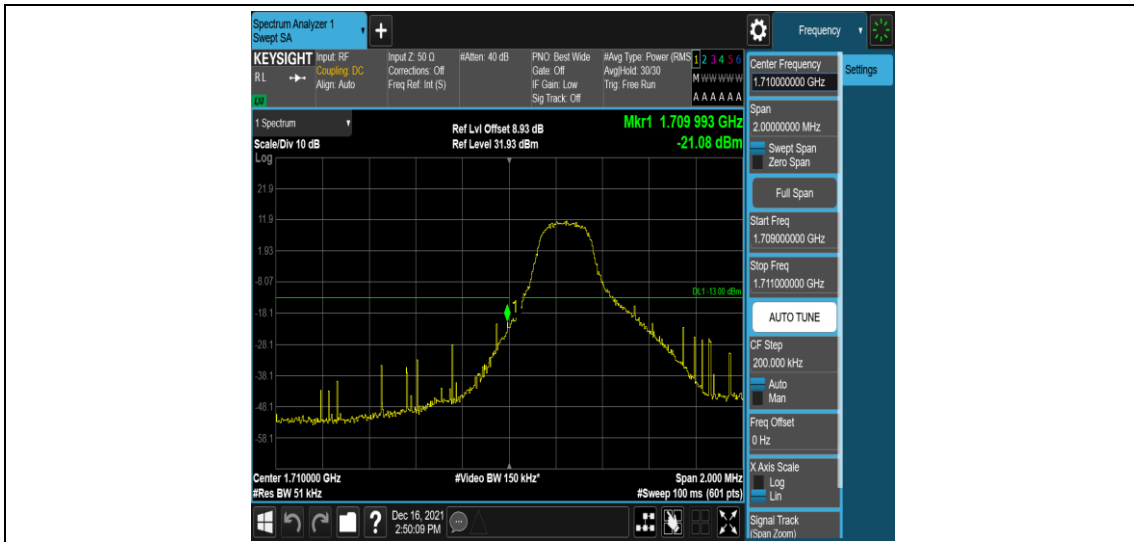 Spectrum Analyzer 1
Swept SA
+
Frequency
KEYSIGHT
RL
LXI
Input: RF
Coupling: DC
Align: Auto
Input Z: 50 Ω
Corrections: Off
Freq Ref: Int (S)
#Atten: 40 dB
PNO: Best Wide
Gate: Off
IF Gain: Low
Sig Track: Off
#Avg Type: Power (RMS
Avg|Hold: 30/30
Trig: Free Run
1 2 3 4 5 6
M W W W W W
A A A A A A
1 Spectrum
Scale/Div 10 dB
Ref Lvl Offset 8.93 dB
Ref Level 31.93 dBm
Mkr1 1.709 993 GHz
-21.08 dBm
Log
21.9
11.9
1.93
-8.07
-18.1
-28.1
-38.1
-48.1
-58.1
DL1 -13.00 dBm
1
Center 1.710000 GHz
#Res BW 51 kHz
#Video BW 150 kHz*
Span 2.000 MHz
#Sweep 100 ms (601 pts)
Center Frequency
1.710000000 GHz
Settings
Span
2.00000000 MHz
Swept Span
Zero Span
Full Span
Start Freq
1.709000000 GHz
Stop Freq
1.711000000 GHz
AUTO TUNE
CF Step
200.000 kHz
Auto
Man
Freq Offset
0 Hz
X Axis Scale
Log
Lin
Signal Track
(Span Zoom)
?
Dec 16, 2021
2:50:09 PM